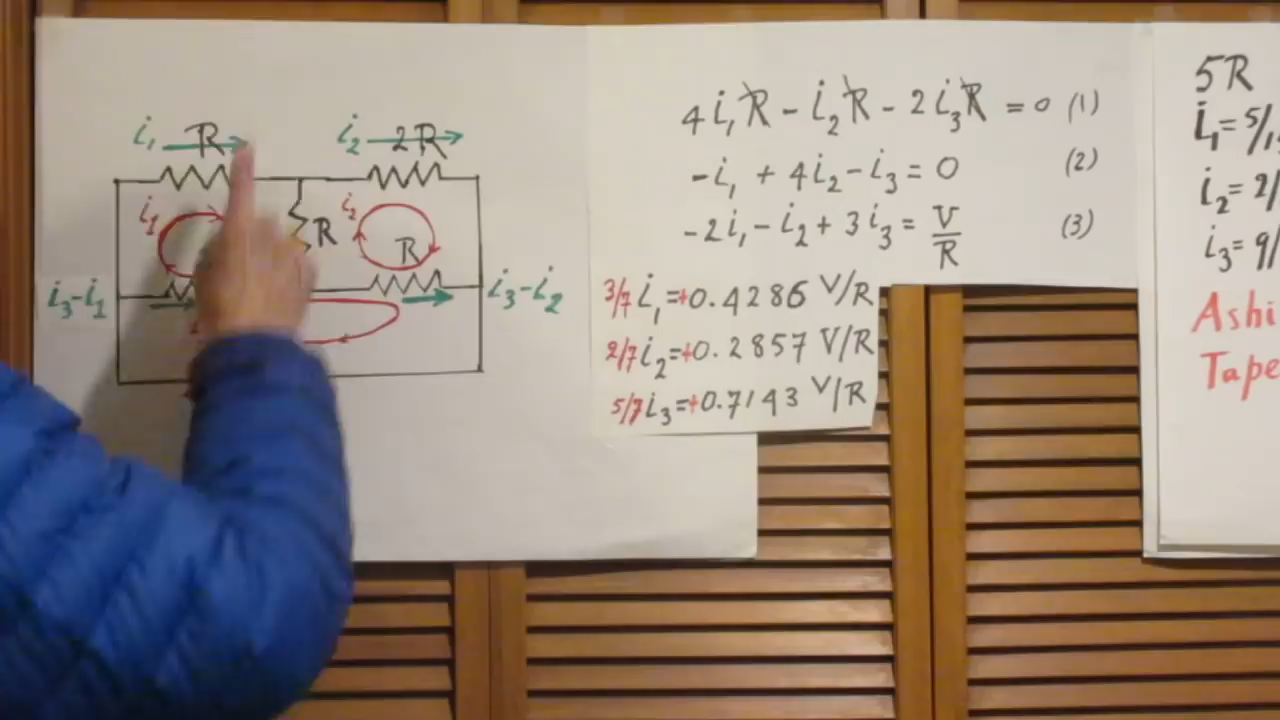 i₁ R
i₂ 2R
i₁
i₂
R
R
i₃-i₁
i₃-i₂
4i₁R - i₂R - 2i₃R = 0 (1)
-i₁ + 4i₂ - i₃ = 0 (2)
-2i₁ - i₂ + 3i₃ = V/R (3)
3/7 i₁=+0.4286 V/R
2/7 i₂=+0.2857 V/R
5/7 i₃=+0.7143 V/R
5R
i₁= 5/1
i₂= 2/
i₃= 9/
Ashi
Tape